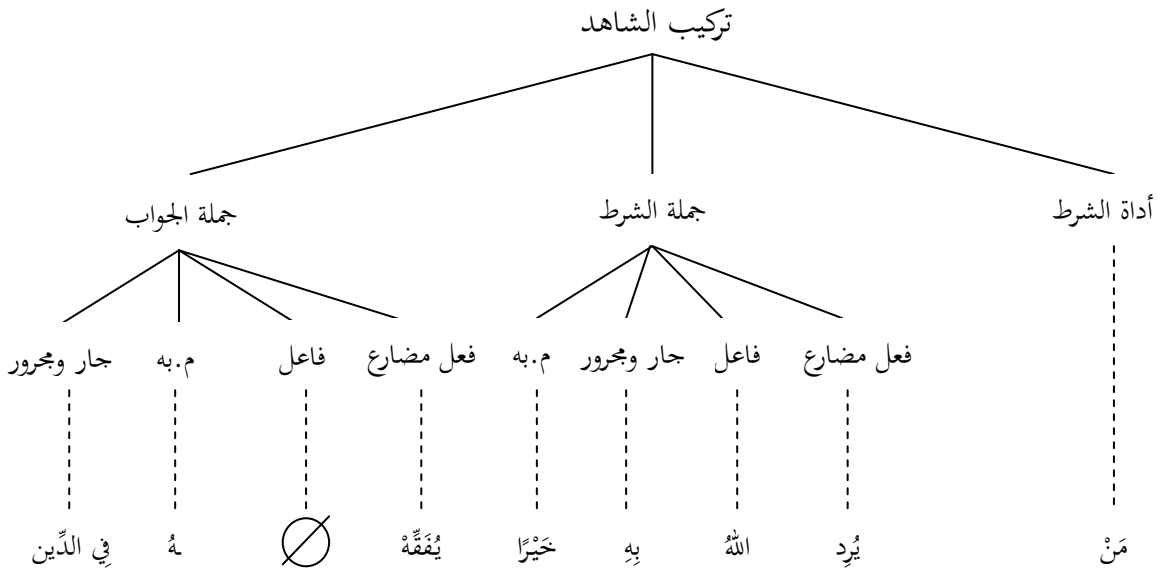 تركيب الشاهد
أداة الشرط جملة الشرط جملة الجواب
فعل مضارع فاعل جار ومجرور م.به فعل مضارع فاعل م.به جار ومجرور
مَنْ يُرِد اللهُ بِهِ خَيْرًا يُفَقِّهْ ∅ ـهُ فِي الدِّين